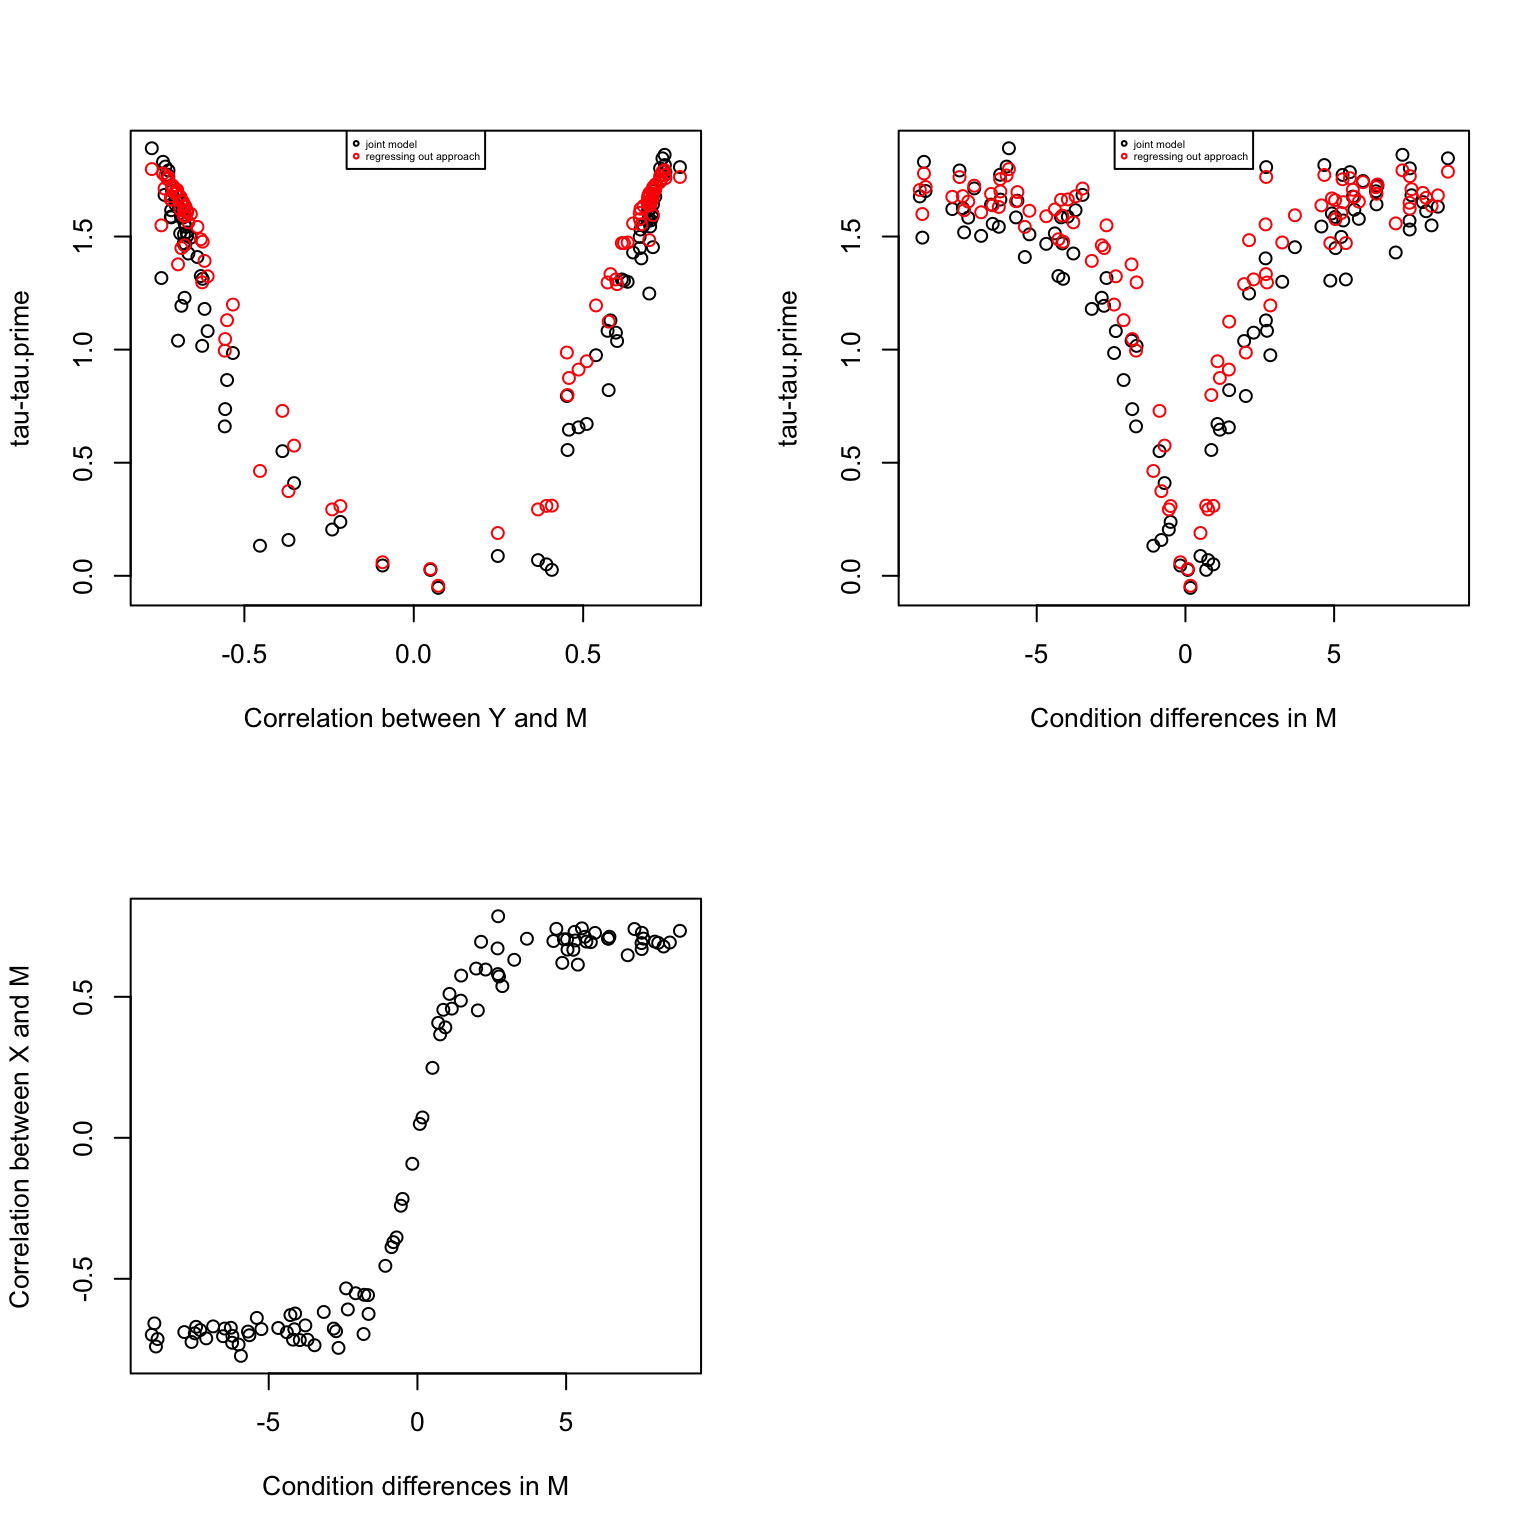 joint model
regressing out approach
tau-tau.prime
0.0 0.5 1.0 1.5
-0.5 0.0 0.5
Correlation between Y and M
joint model
regressing out approach
tau-tau.prime
0.0 0.5 1.0 1.5
-5 0 5
Condition differences in M
Correlation between X and M
-0.5 0.0 0.5
-5 0 5
Condition differences in M